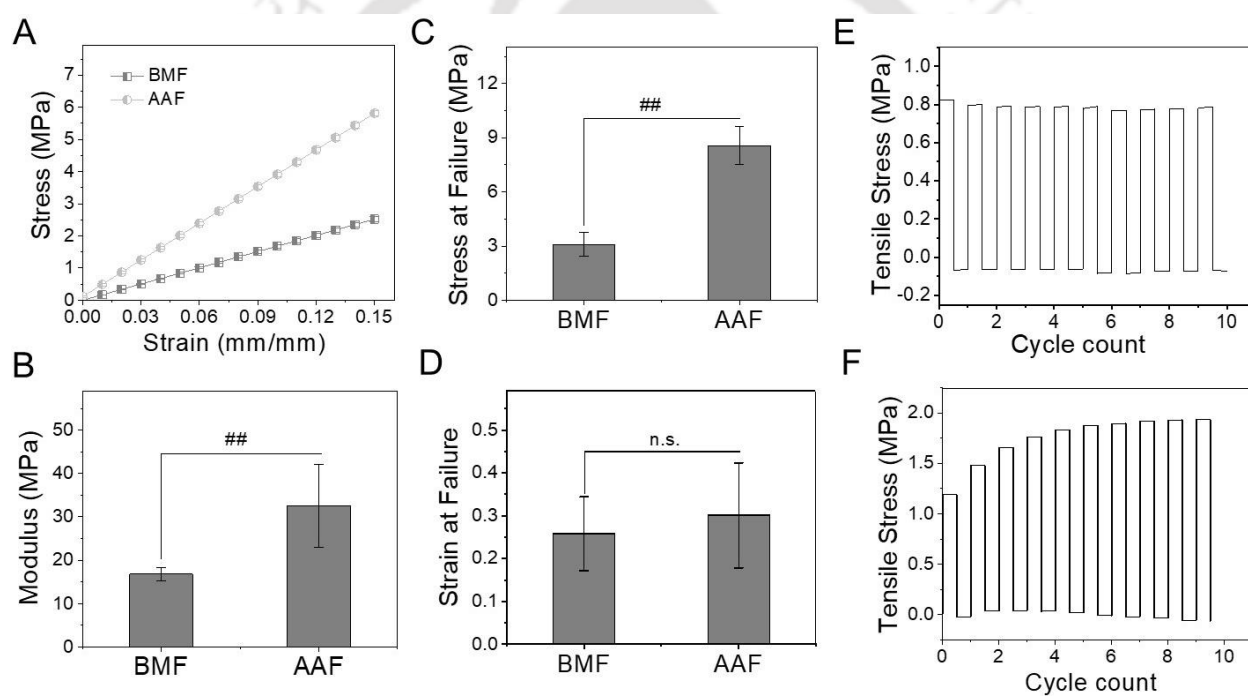 A
Stress (MPa)
7
6
5
4
3
2
1
0
BMF
AAF
0.00 0.03 0.06 0.09 0.12 0.15
Strain (mm/mm)
B
Modulus (MPa)
50
40
30
20
10
0
##
BMF AAF
C
Stress at Failure (MPa)
12
9
6
3
0
##
BMF AAF
D
Strain at Failure
0.5
0.4
0.3
0.2
0.1
0.0
n.s.
BMF AAF
E
Tensile Stress (MPa)
1.0
0.8
0.6
0.4
0.2
0.0
-0.2
0 2 4 6 8 10
Cycle count
F
Tensile Stress (MPa)
2.0
1.5
1.0
0.5
0.0
0 2 4 6 8 10
Cycle count